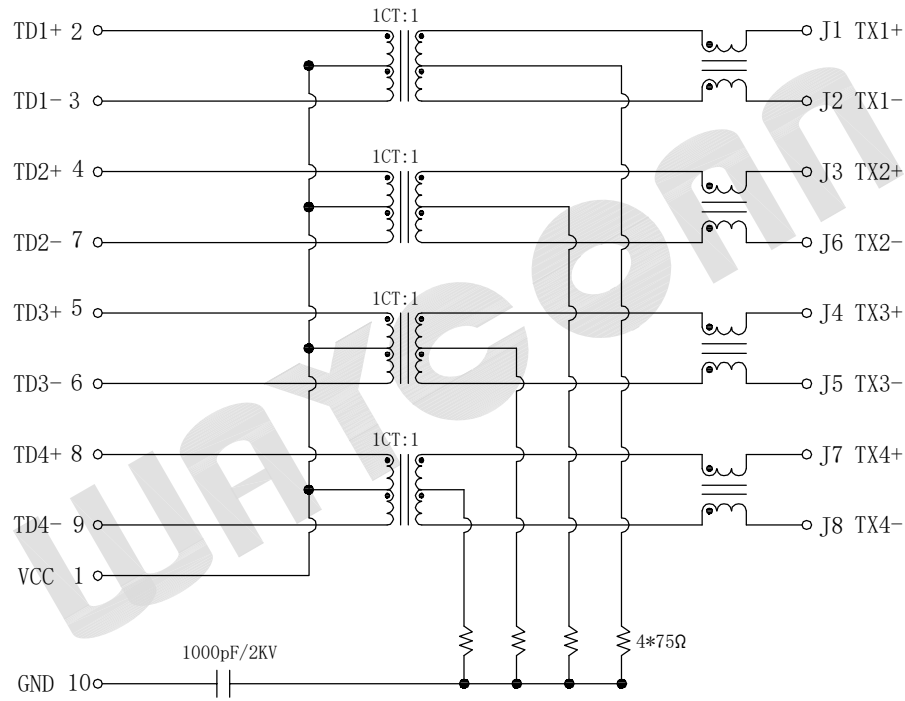 1CT:1
TD1+ 2 J1 TX1+
TD1- 3 J2 TX1-
1CT:1
TD2+ 4 J3 TX2+
TD2- 7 J6 TX2-
1CT:1
TD3+ 5 J4 TX3+
TD3- 6 J5 TX3-
1CT:1
TD4+ 8 J7 TX4+
TD4- 9 J8 TX4-
VCC 1
4*75Ω
1000pF/2KV
GND 10
WAYCONN